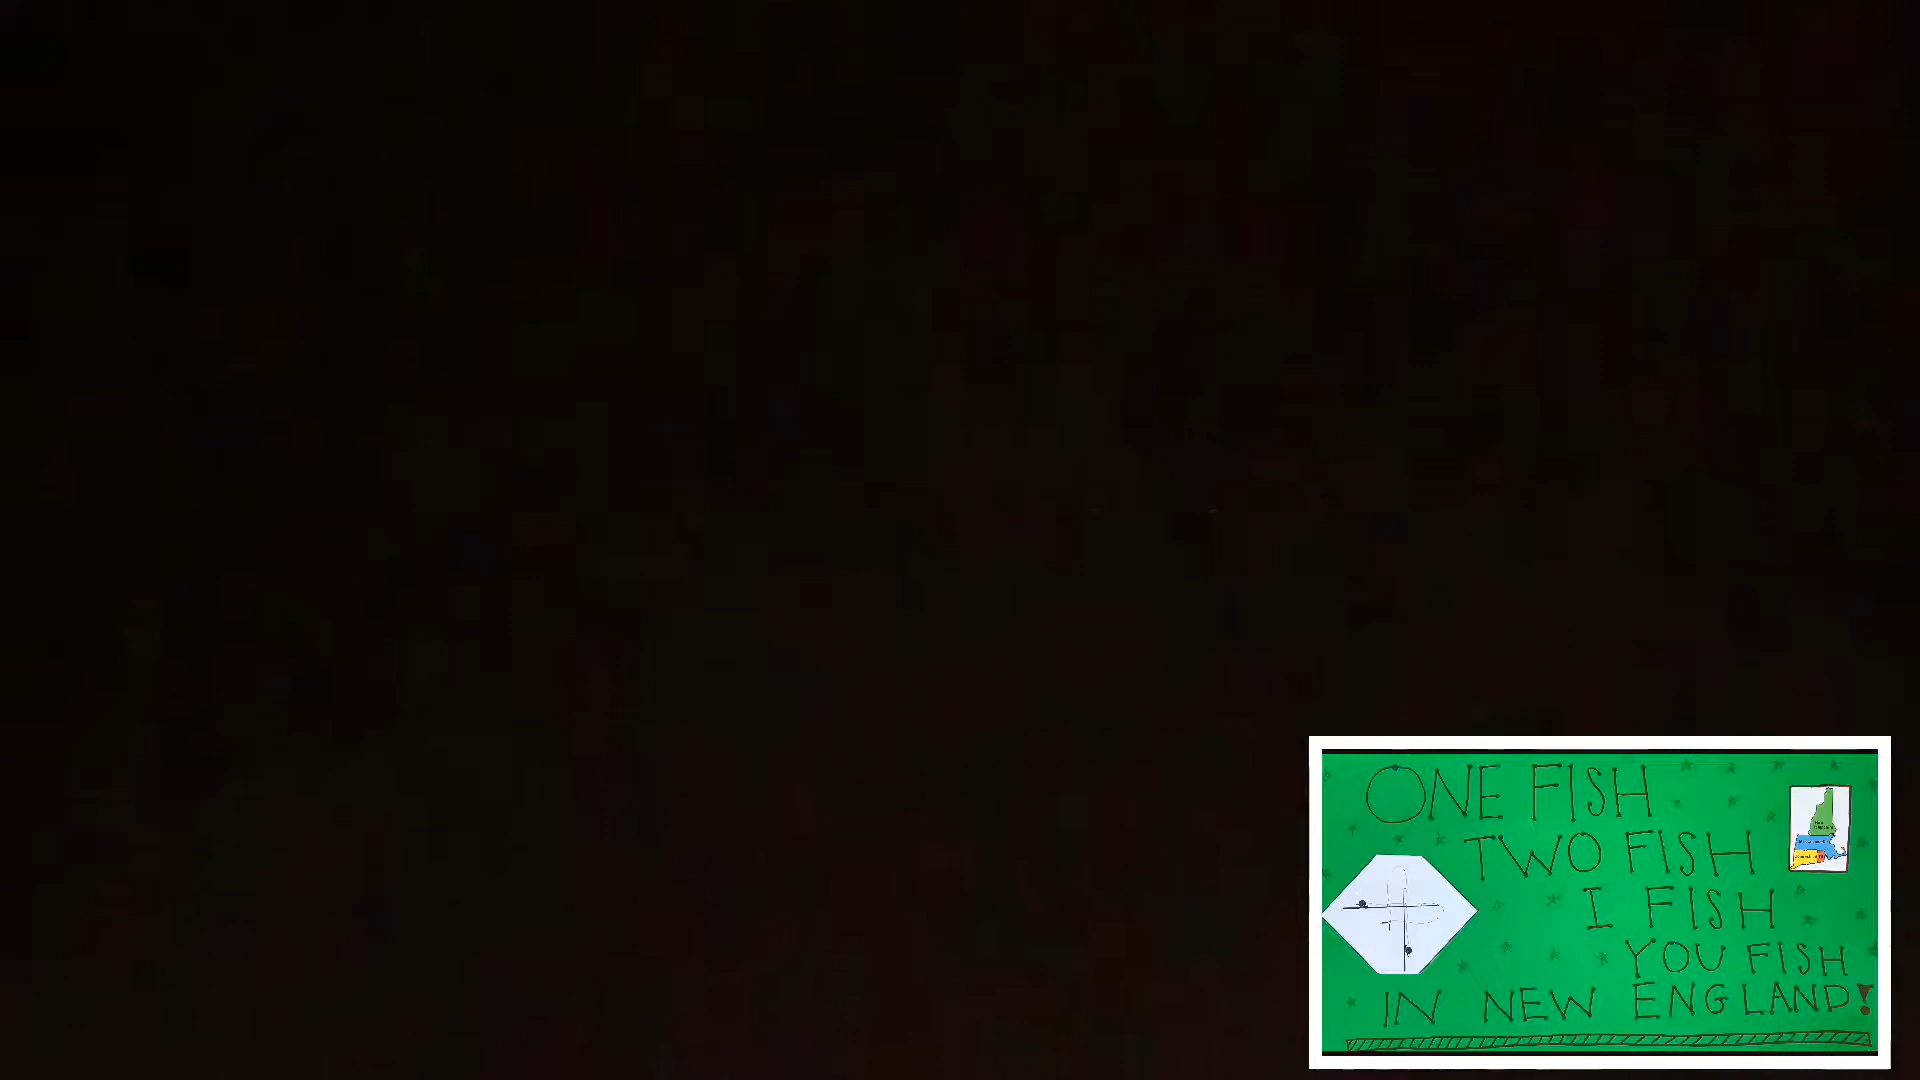 ONE FISH
TWO FISH
I FISH
YOU FISH
IN NEW ENGLAND!